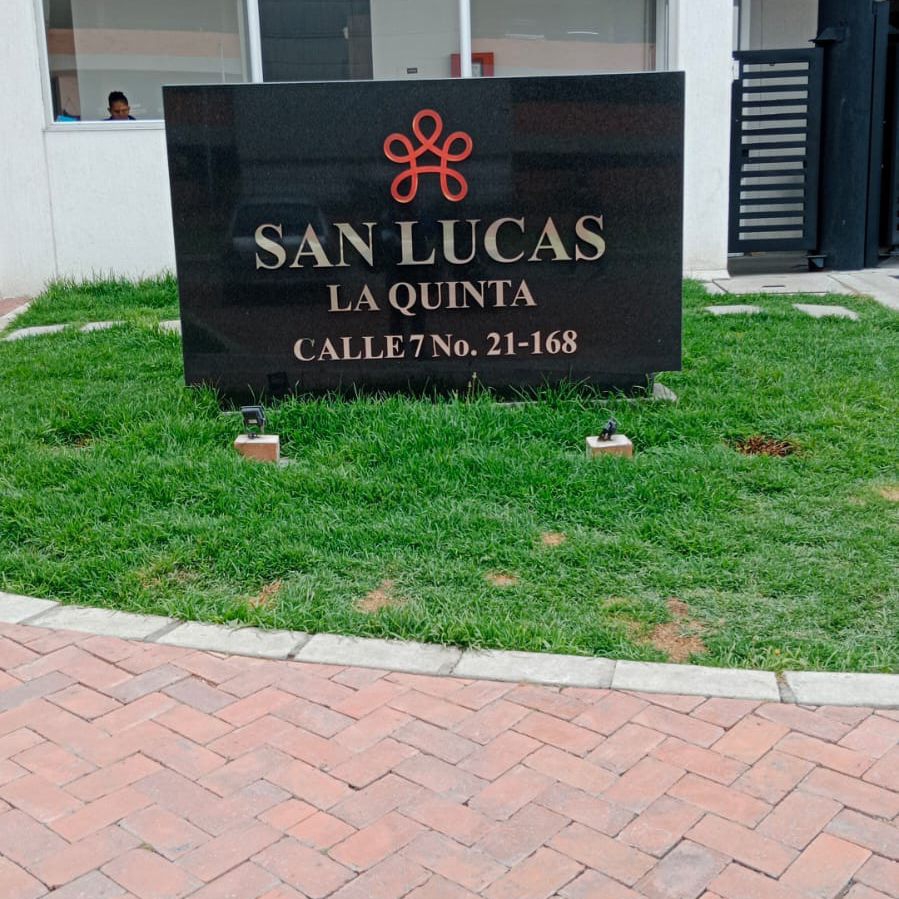 SAN LUCAS
LA QUINTA
CALLE 7 No. 21-168